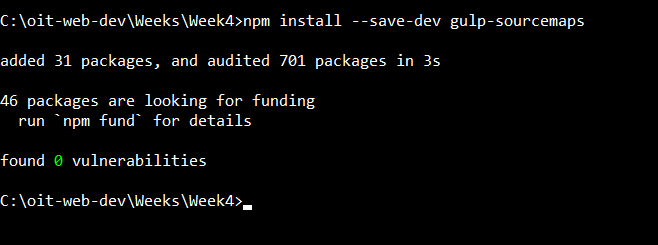 C:\oit-web-dev\Weeks\Week4>npm install --save-dev gulp-sourcemaps
added 31 packages, and audited 701 packages in 3s
46 packages are looking for funding
  run `npm fund` for details
found 0 vulnerabilities
C:\oit-web-dev\Weeks\Week4>